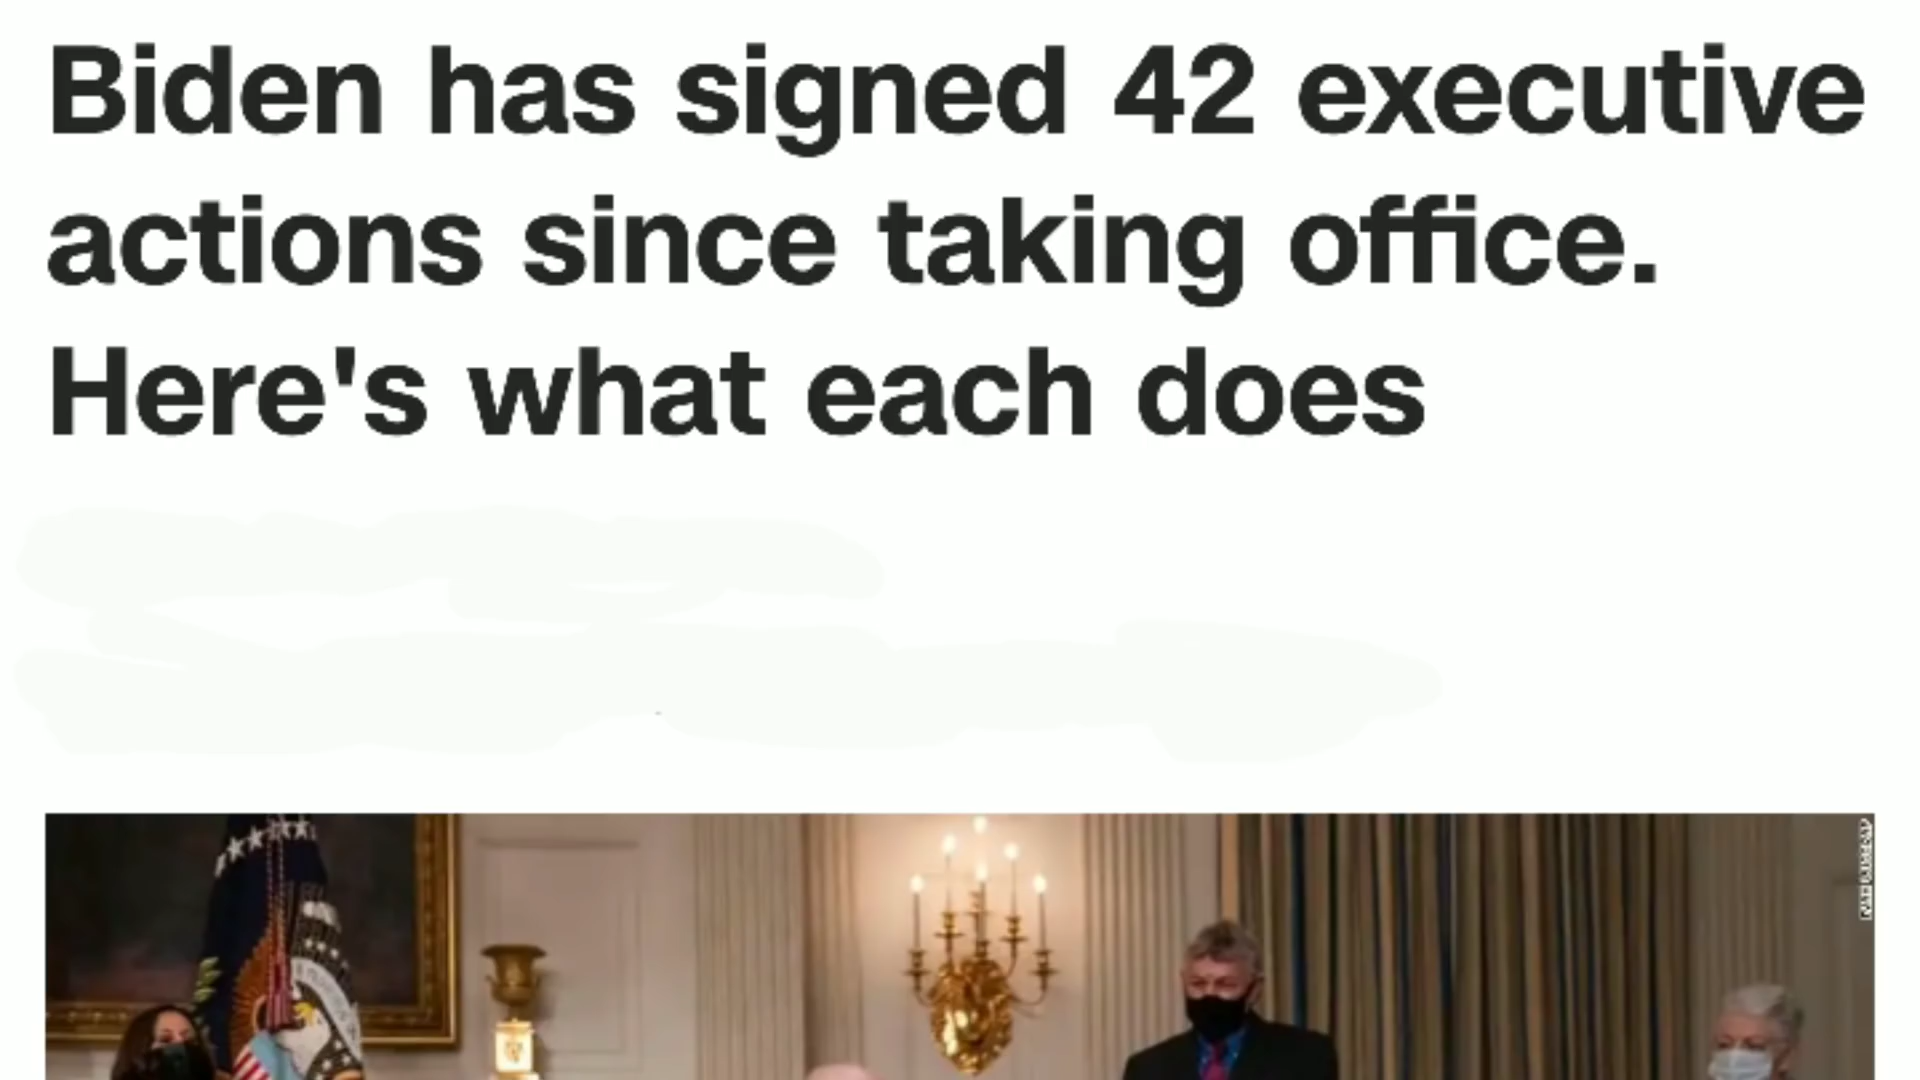 Biden has signed 42 executive
actions since taking office.
Here's what each does